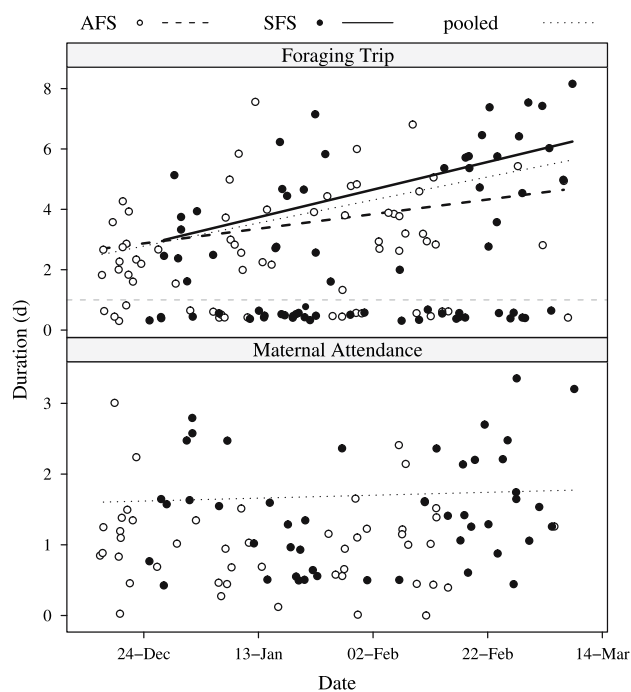 AFS SFS pooled
Foraging Trip
8
6
4
2
0
Duration (d)
Maternal Attendance
3
2
1
0
24−Dec 13−Jan 02−Feb 22−Feb 14−Mar
Date